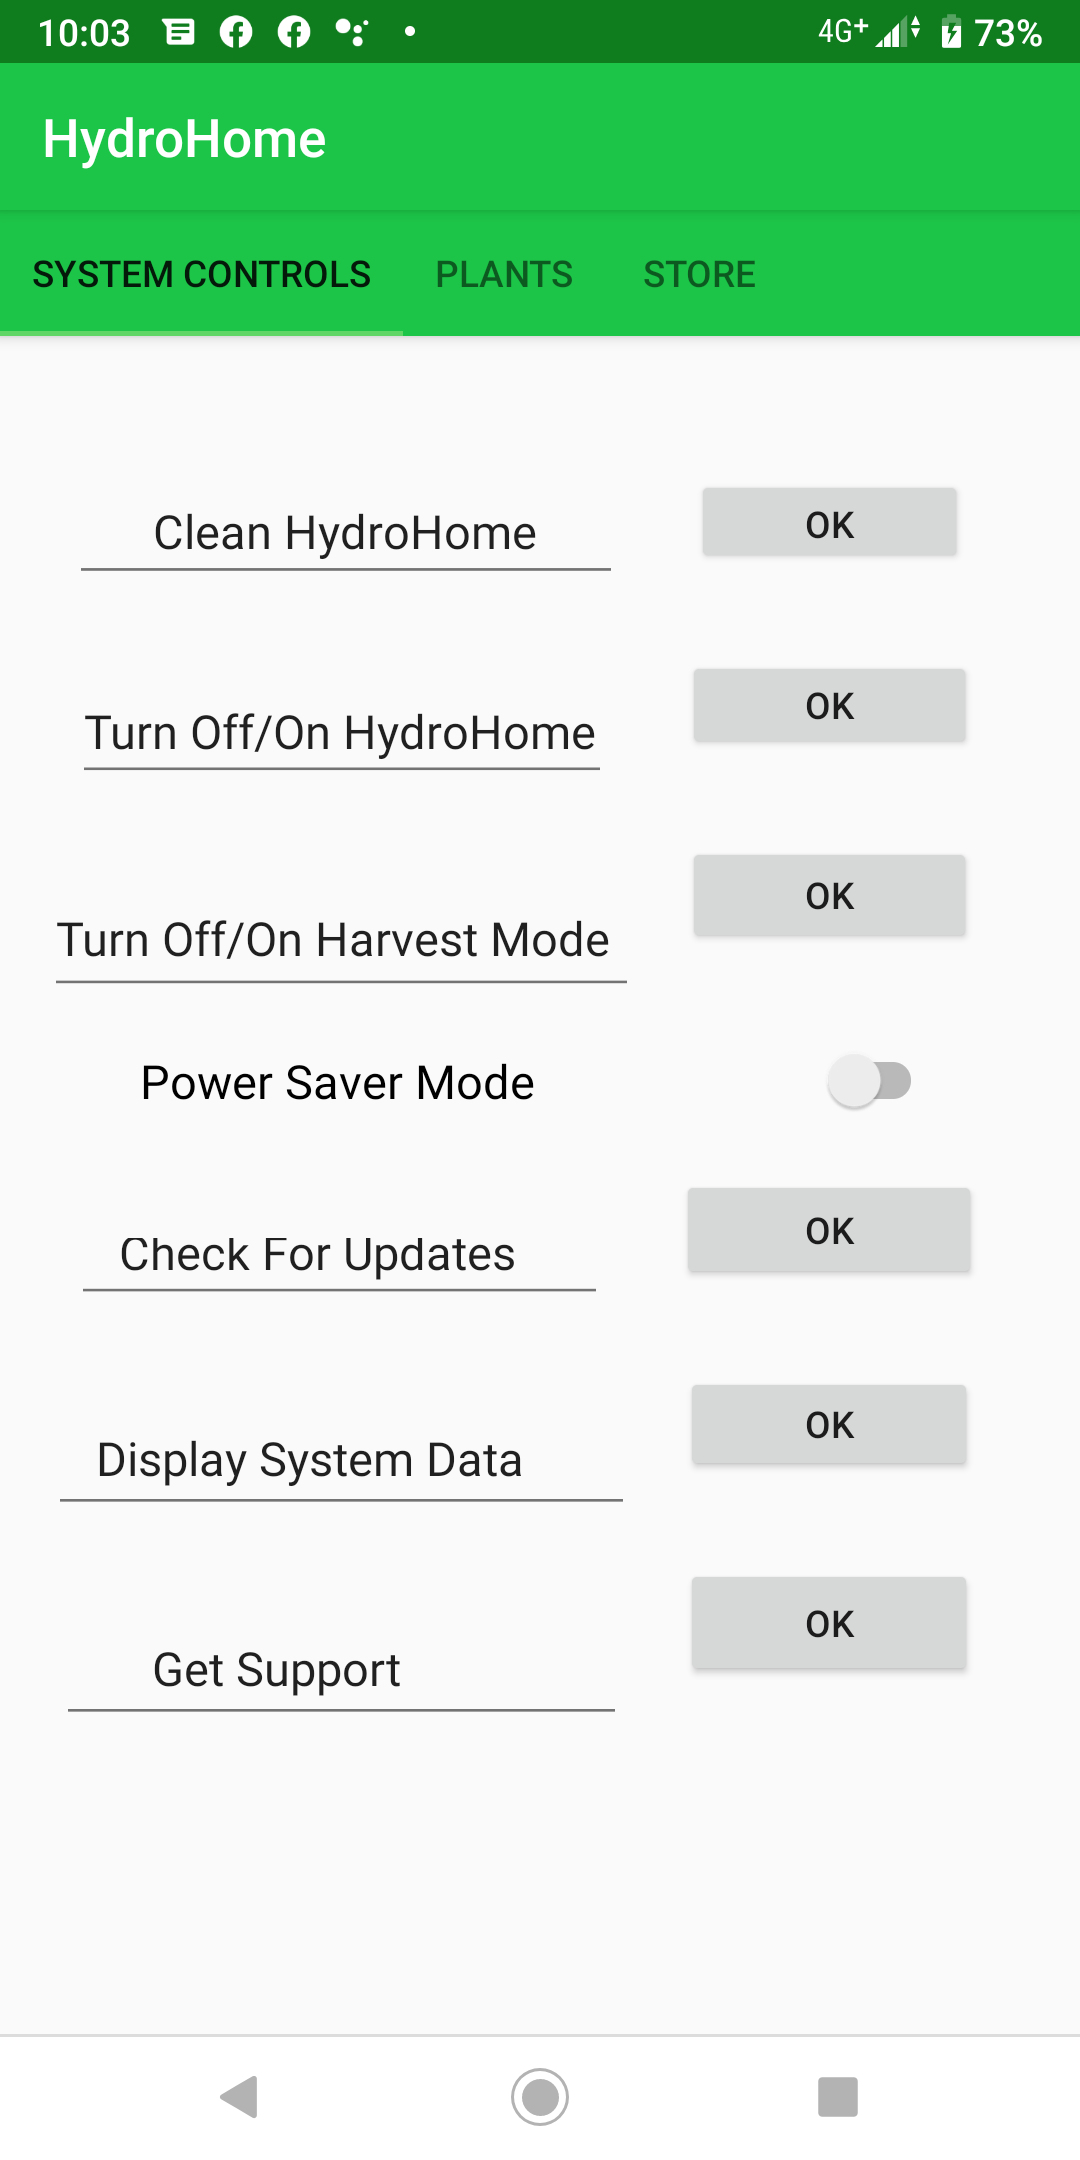 10:03 4G+ 73%
HydroHome
SYSTEM CONTROLS PLANTS STORE
Clean HydroHome OK
Turn Off/On HydroHome OK
Turn Off/On Harvest Mode OK
Power Saver Mode
Check For Updates OK
Display System Data OK
Get Support OK